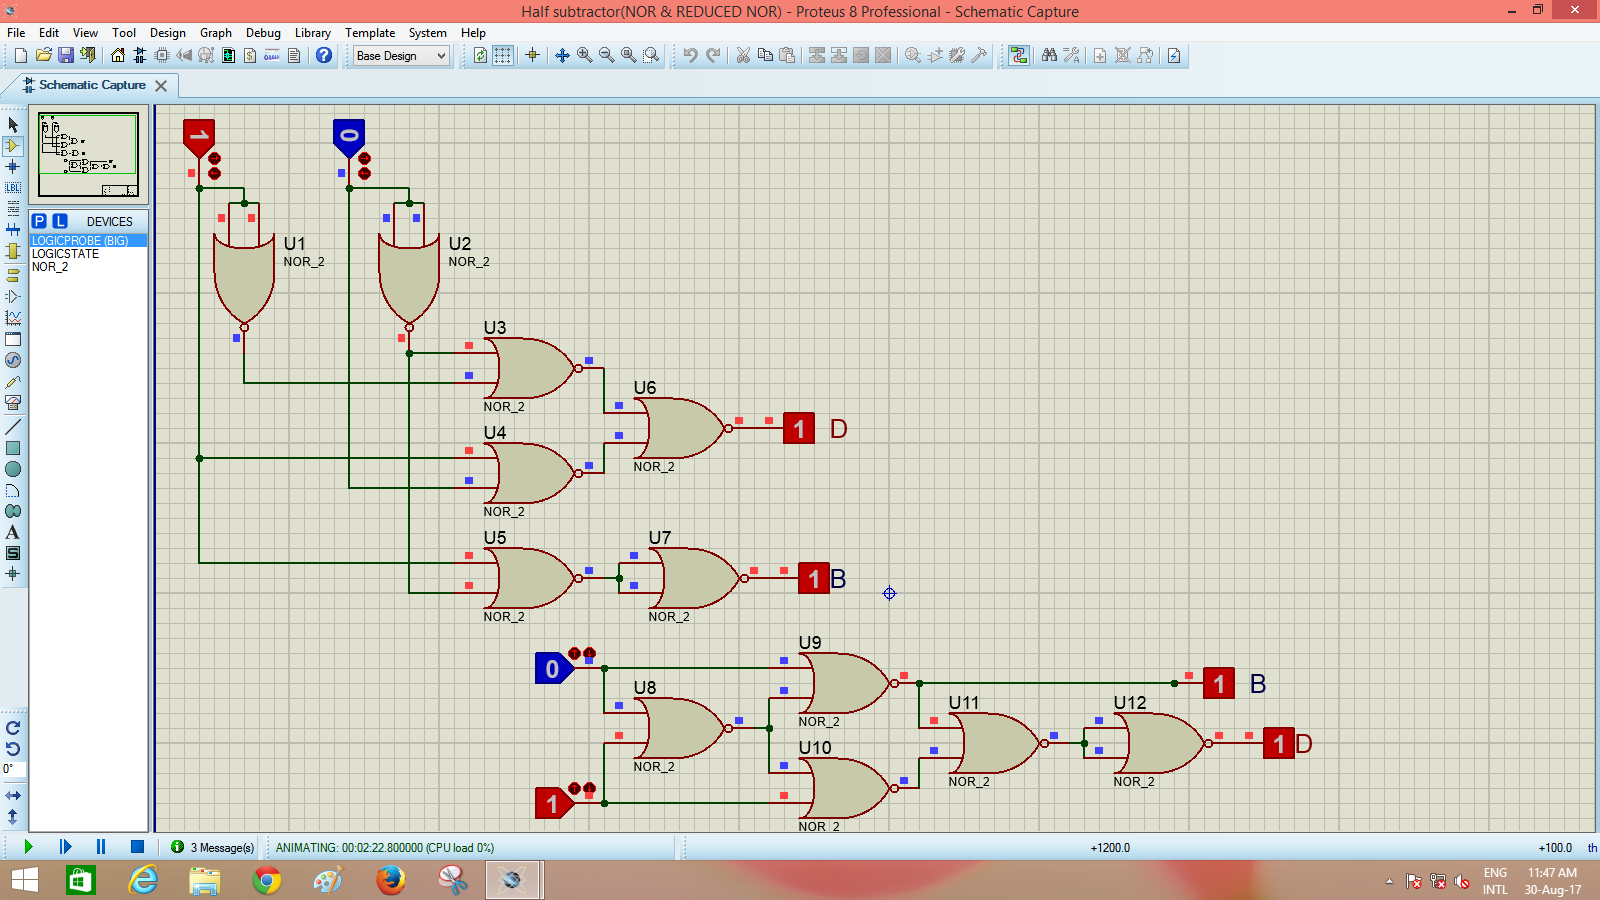 Half subtractor(NOR & REDUCED NOR) - Proteus 8 Professional - Schematic Capture
File Edit View Tool Design Graph Debug Library Template System Help
Base Design
Schematic Capture
P L DEVICES
LOGICPROBE (BIG)
LOGICSTATE
NOR_2
LBL
A
S
0°
1
0
U1
NOR_2
U2
NOR_2
U3
NOR_2
U6
NOR_2
1 D
U4
NOR_2
U5
NOR_2
U7
NOR_2
1 B
0
U8
NOR_2
1
U9
NOR_2
U10
NOR_2
U11
NOR_2
U12
NOR_2
1 B
1 D
3 Message(s) ANIMATING: 00:02:22.800000 (CPU load 0%) +1200.0 +100.0 th
ENG 11:47 AM
INTL 30-Aug-17